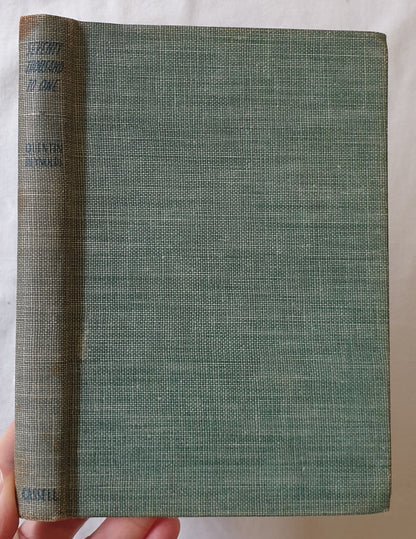 SEVENTY
THOUSAND
TO ONE
QUENTIN
REYNOLDS
CASSELL